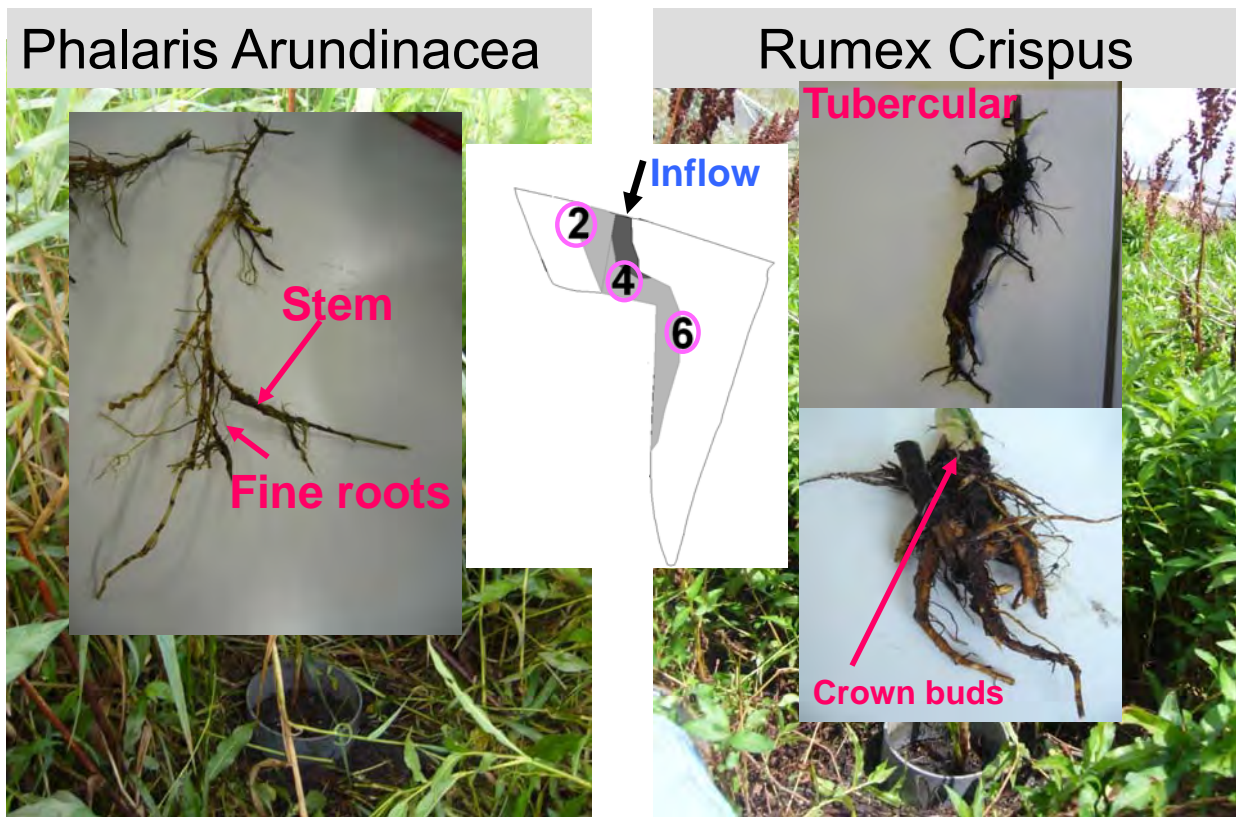 Phalaris Arundinacea
Stem
Fine roots
Inflow
2
4
6
Rumex Crispus
Tubercular
Crown buds